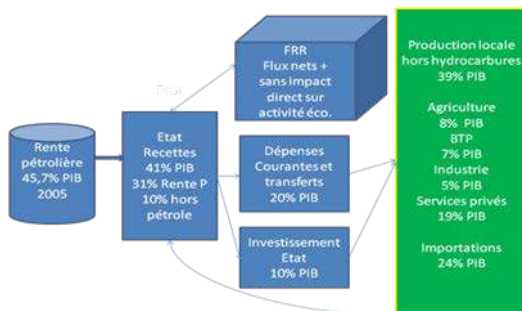 FRR
Flux nets +
sans impact
direct sur
activité éco.
Rente
pétrolière
45,7% PIB
2005
Etat
Recettes
41% PIB
31% Rente P
10% hors
pétrole
Dépenses
Courantes et
transferts
20% PIB
Investissement
Etat
10% PIB
Production locale
hors hydrocarbures
39% PIB
Agriculture
8% PIB
BTP
7% PIB
Industrie
5% PIB
Services privés
19% PIB
Importations
24% PIB